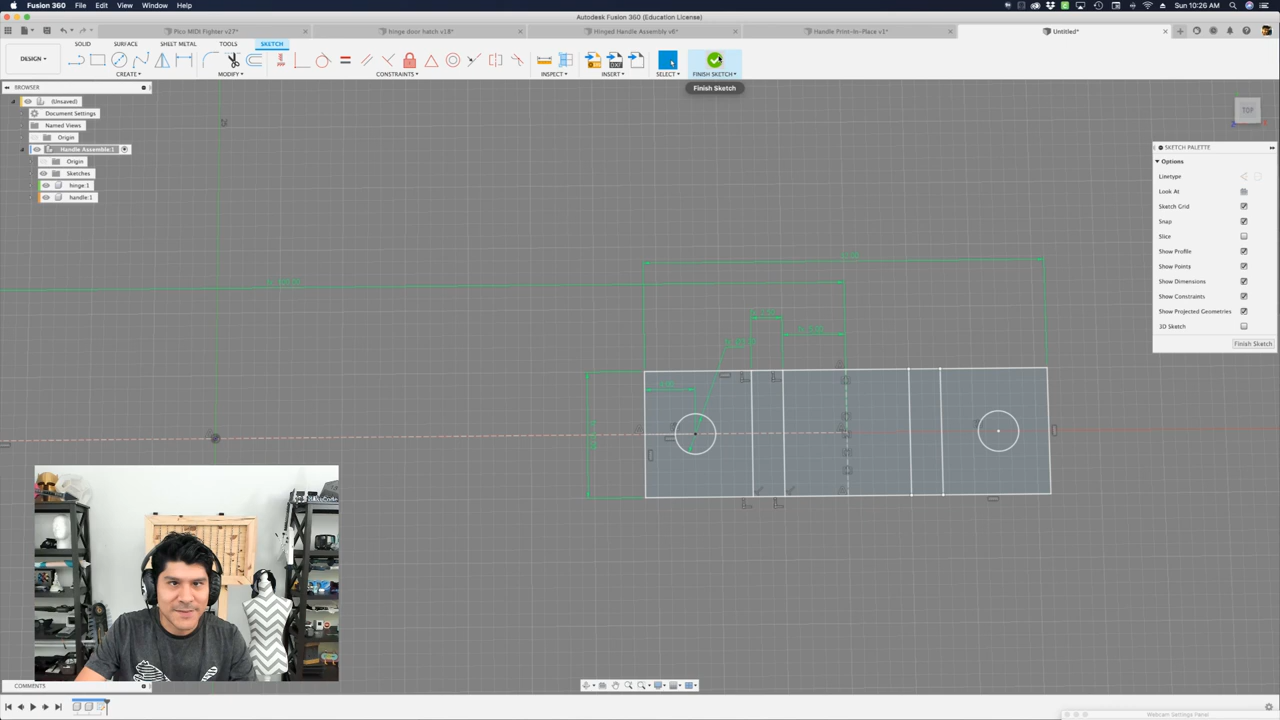 Fusion 360 File Edit View Window Help
Sun 10:26 AM
Autodesk Fusion 360 (Education License)
Pico MIDI Fighter v27*
hinge door hatch v18*
Hinged Handle Assembly v6*
Handle Print-In-Place v1*
Untitled*
SOLID SURFACE SHEET METAL TOOLS SKETCH
DESIGN
CREATE
MODIFY
CONSTRAINTS
INSPECT
INSERT
SELECT
FINISH SKETCH
Finish Sketch
BROWSER
(Unsaved)
Document Settings
Named Views
Origin
Handle Assemble:1
Origin
Sketches
hinge:1
handle:1
TOP
SKETCH PALETTE
Options
Linetype
Look At
Sketch Grid
Snap
Slice
Show Profile
Show Points
Show Dimensions
Show Constraints
Show Projected Geometries
3D Sketch
Finish Sketch
COMMENTS
Webcam Settings Panel